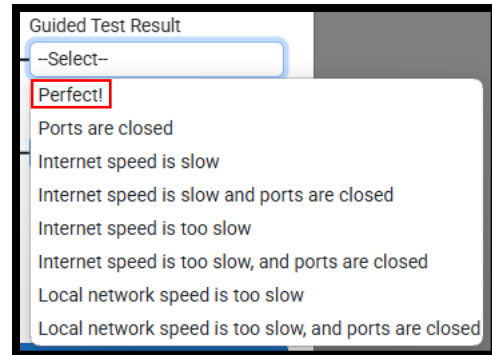 Guided Test Result
--Select--
Perfect!
Ports are closed
Internet speed is slow
Internet speed is slow and ports are closed
Internet speed is too slow
Internet speed is too slow, and ports are closed
Local network speed is too slow
Local network speed is too slow, and ports are closed